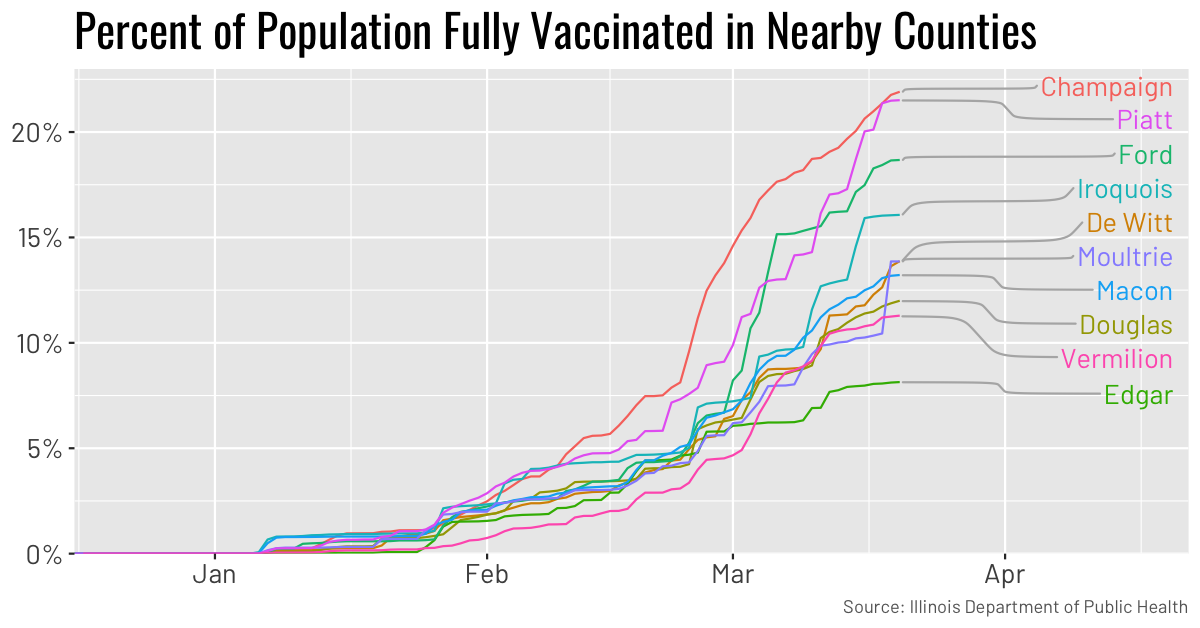 Percent of Population Fully Vaccinated in Nearby Counties
Champaign
20%
Piatt
Ford
Iroquois
De Witt
15%
Moultrie
Macon
Douglas
10%
Vermilion
Edgar
5%
0%
Jan Feb Mar Apr
Source: Illinois Department of Public Health